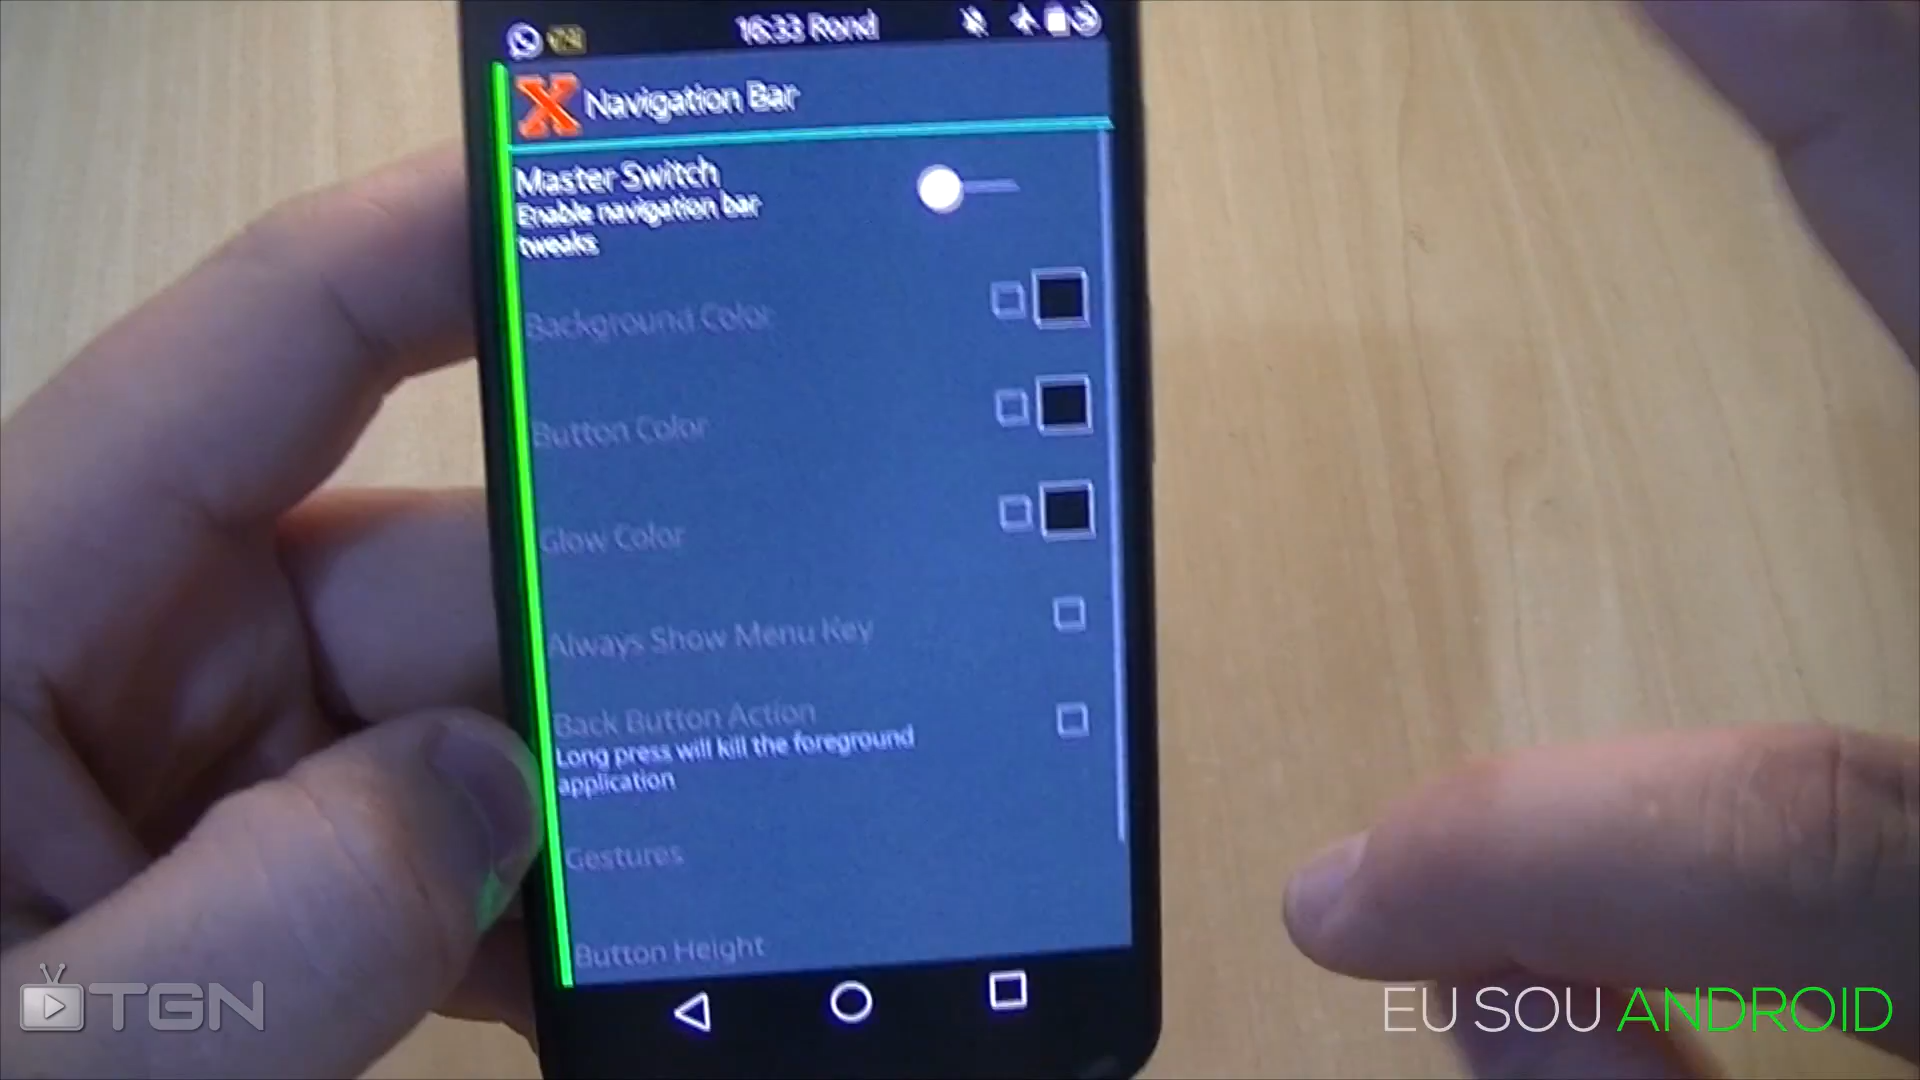 16:33 Rond
Navigation Bar
Master Switch
Enable navigation bar
tweaks
Background Color
Button Color
Glow Color
Always Show Menu Key
Back Button Action
Long press will kill the foreground
application
Gestures
Button Height
TGN
EU SOU ANDROID